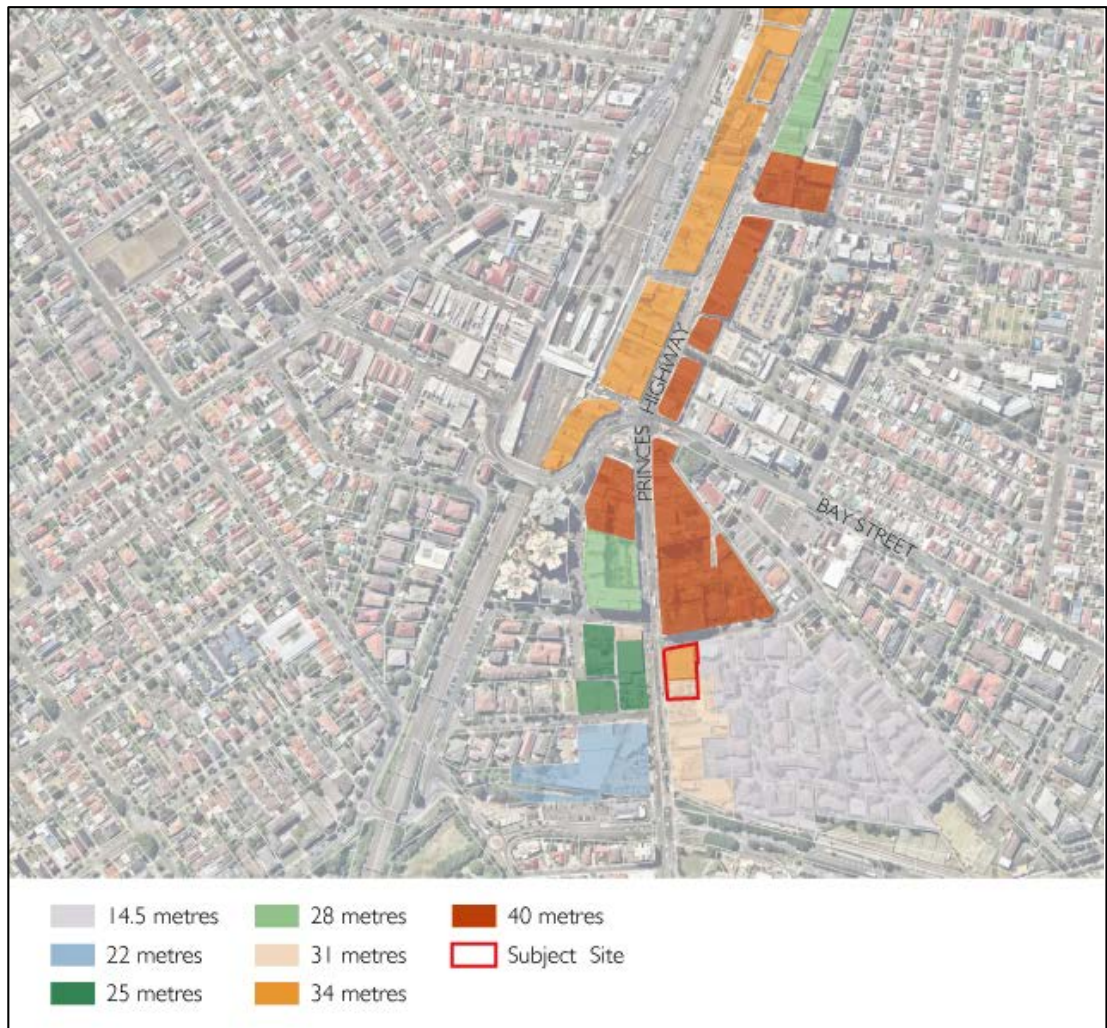 PRINCES HIGHWAY
BAY STREET
14.5 metres
22 metres
25 metres
28 metres
31 metres
34 metres
40 metres
Subject Site